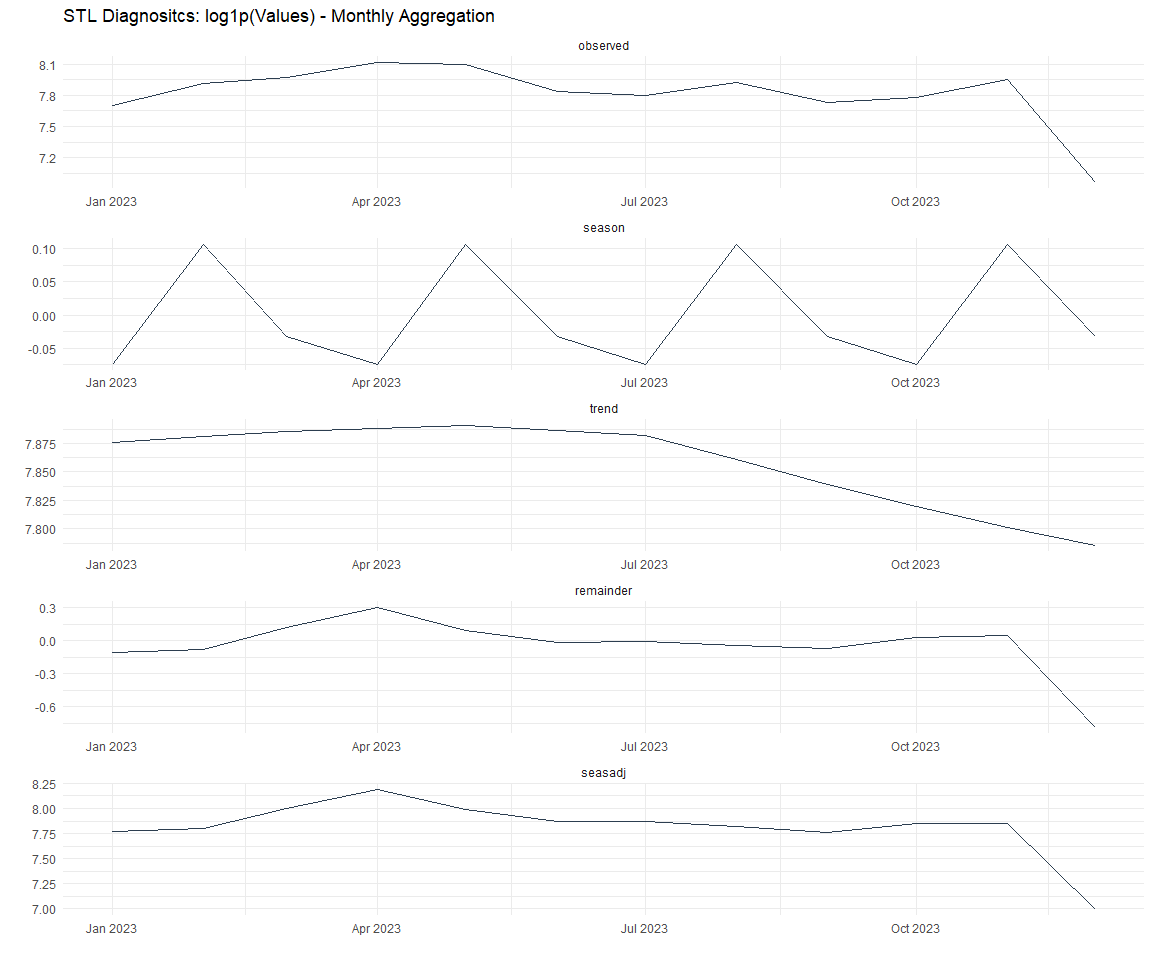 STL Diagnositcs: log1p(Values) - Monthly Aggregation
observed
8.1
7.8
7.5
7.2
Jan 2023 Apr 2023 Jul 2023 Oct 2023
season
0.10
0.05
0.00
-0.05
Jan 2023 Apr 2023 Jul 2023 Oct 2023
trend
7.875
7.850
7.825
7.800
Jan 2023 Apr 2023 Jul 2023 Oct 2023
remainder
0.3
0.0
-0.3
-0.6
Jan 2023 Apr 2023 Jul 2023 Oct 2023
seasadj
8.25
8.00
7.75
7.50
7.25
7.00
Jan 2023 Apr 2023 Jul 2023 Oct 2023